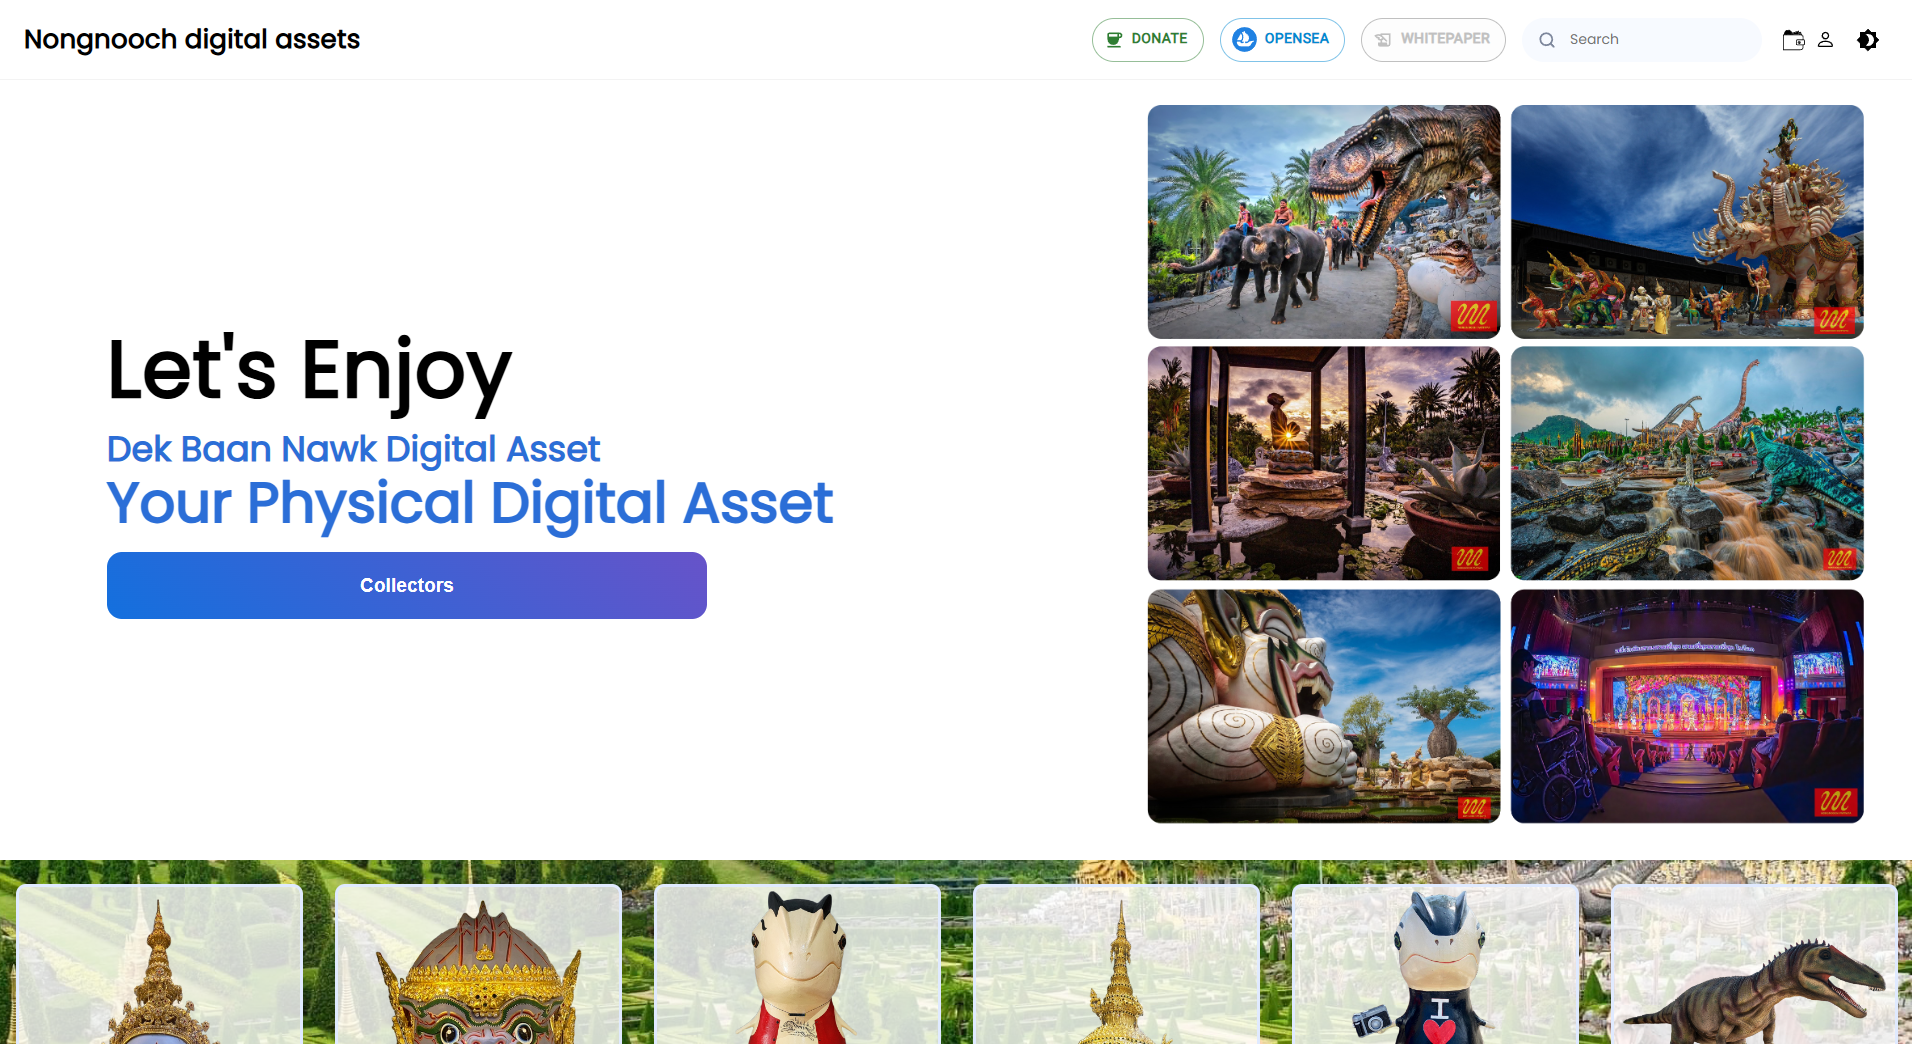 Nongnooch digital assets
DONATE
OPENSEA
WHITEPAPER
Search
Let's Enjoy
Dek Baan Nawk Digital Asset
Your Physical Digital Asset
Collectors
I